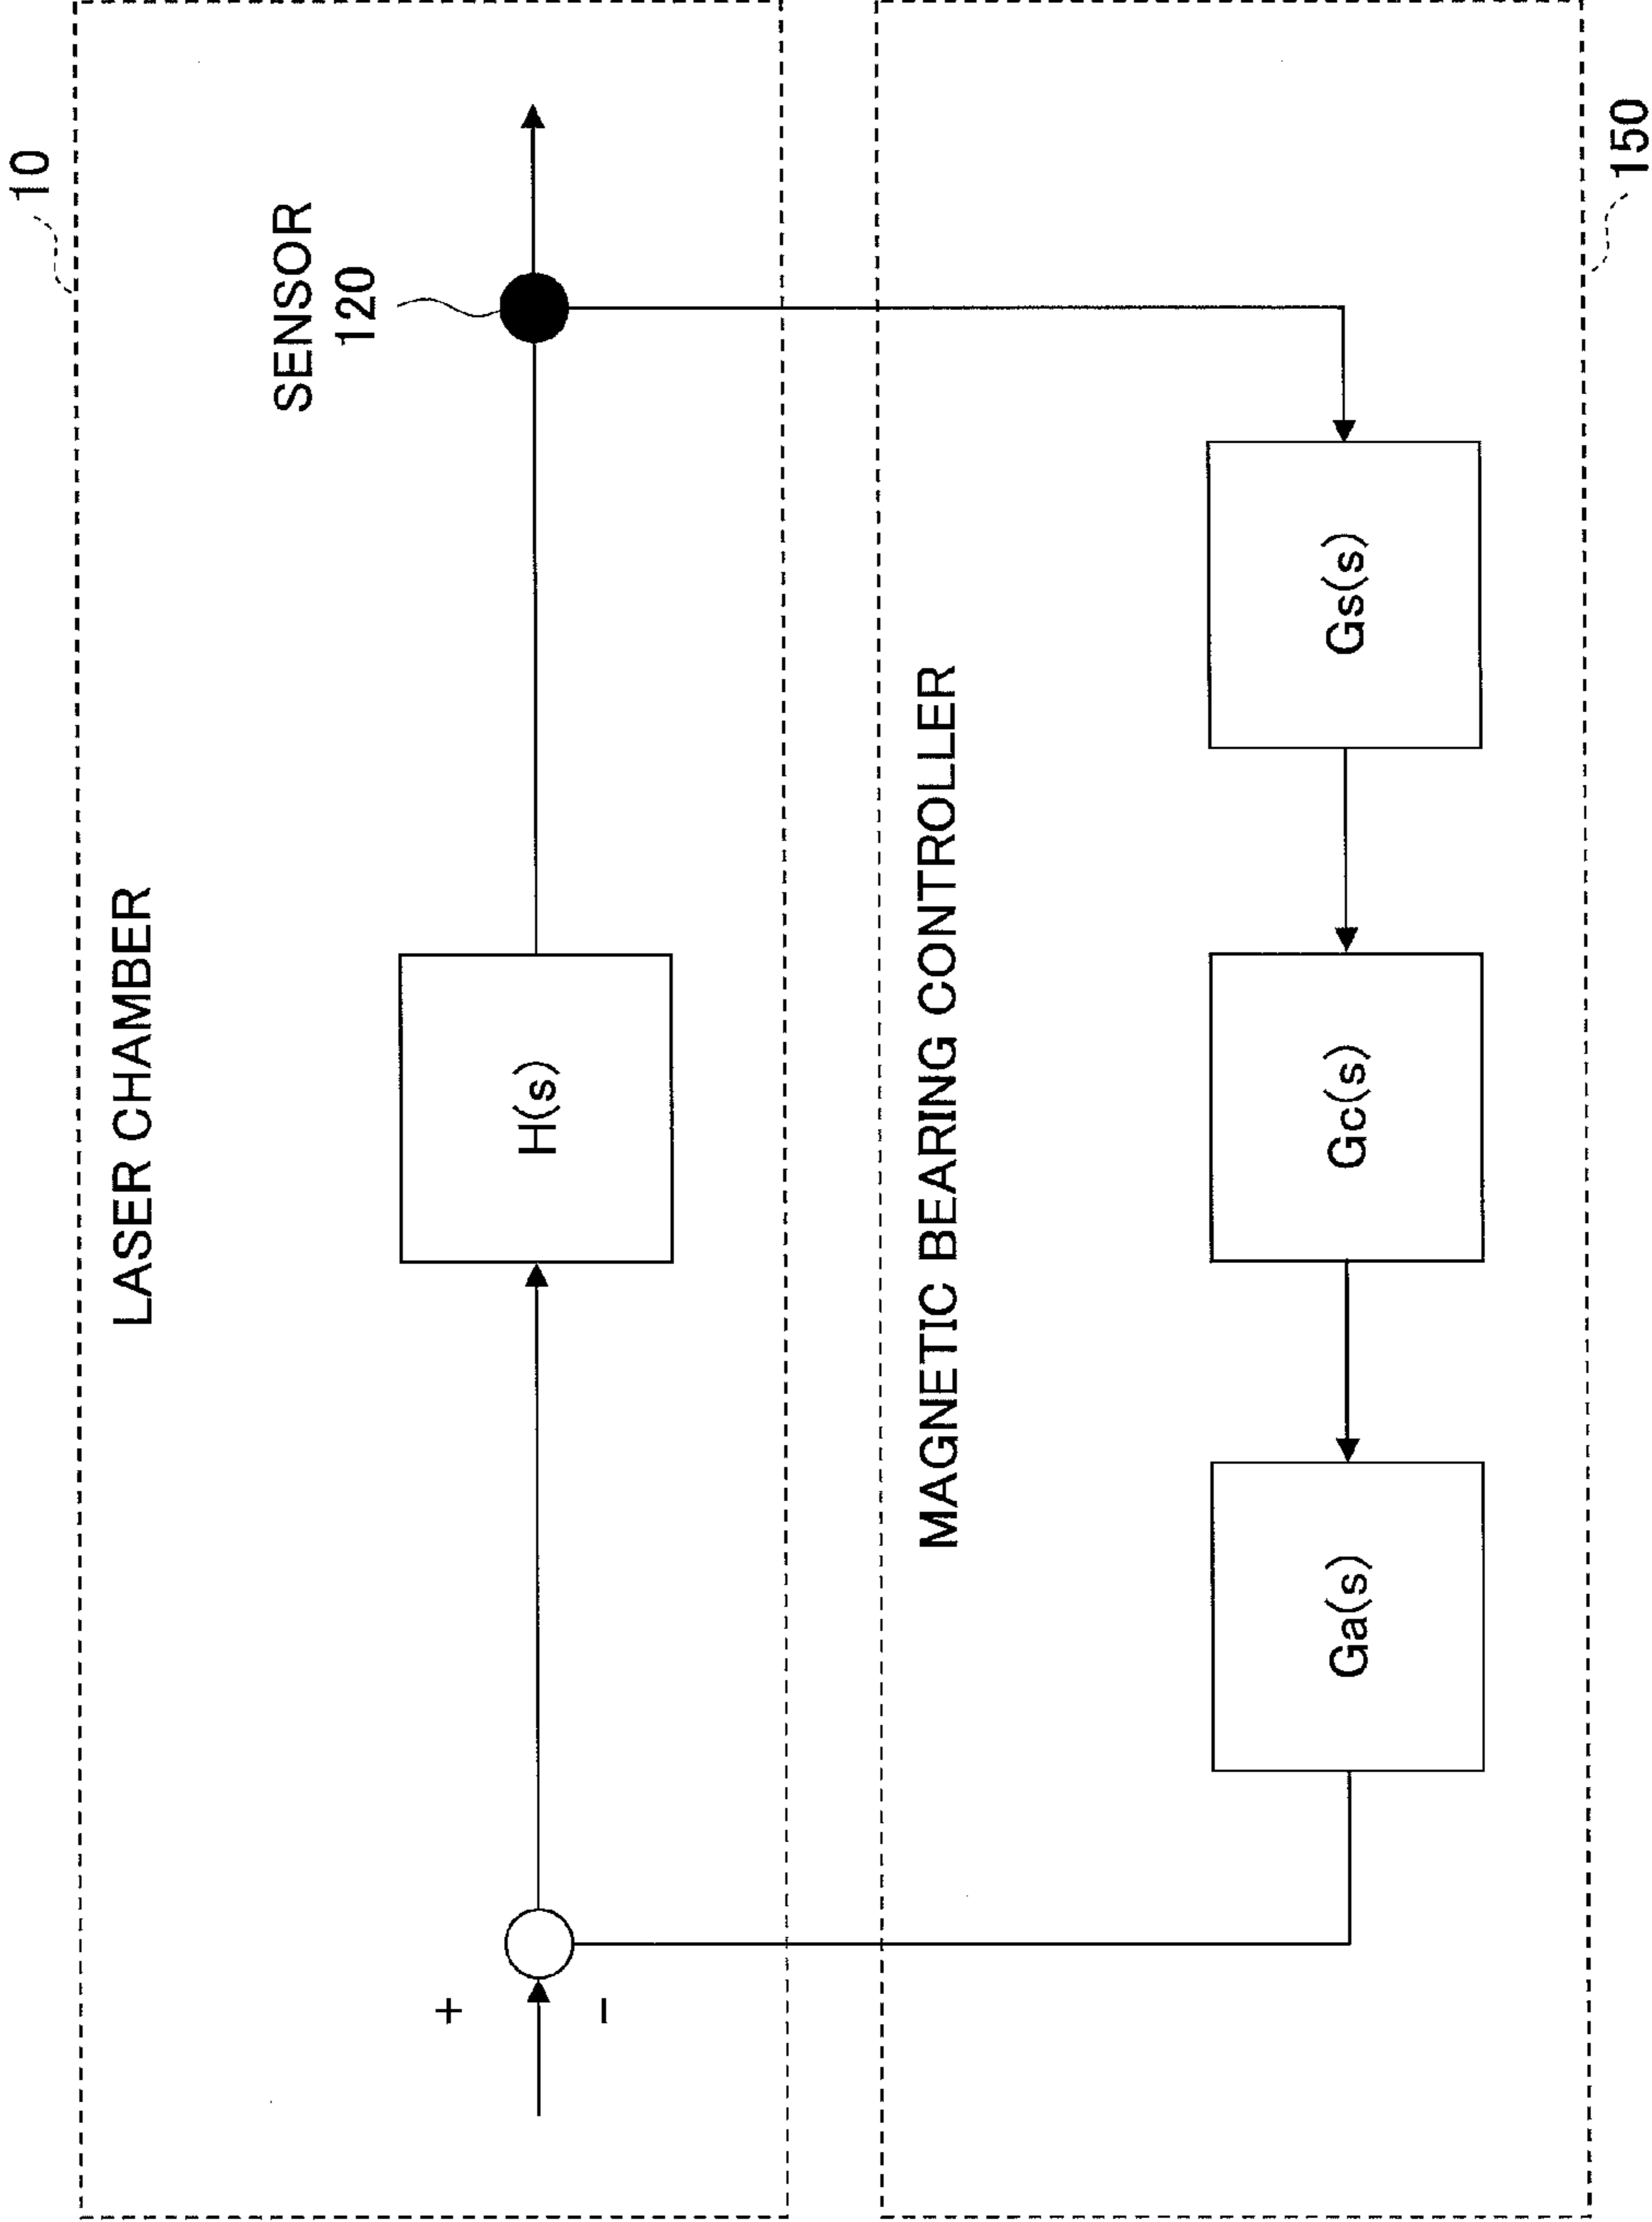 10
LASER CHAMBER
SENSOR
120
H(s)
+
−
MAGNETIC BEARING CONTROLLER
Ga(s)
Gc(s)
Gs(s)
150